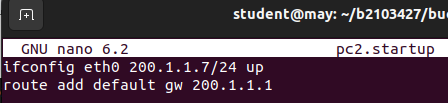 student@may: ~/b2103427/bu
GNU nano 6.2 pc2.startup
ifconfig eth0 200.1.1.7/24 up
route add default gw 200.1.1.1